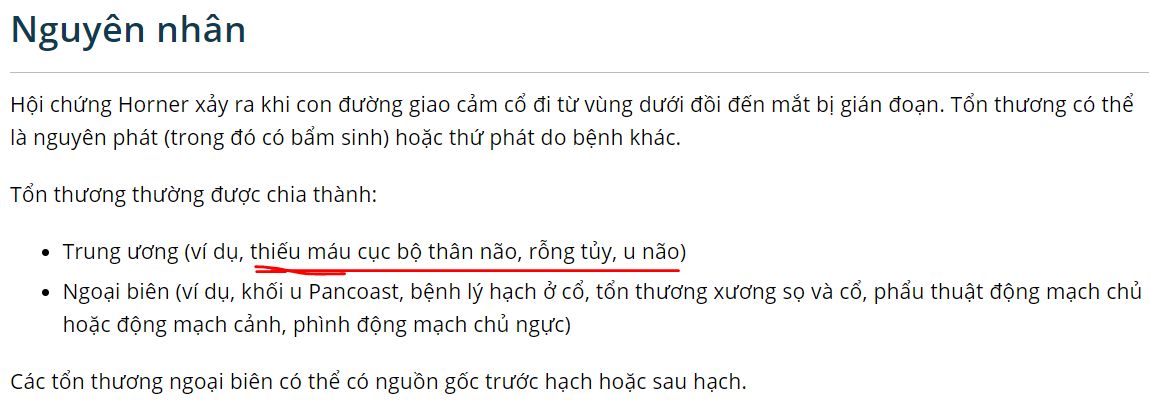 Nguyên nhân
Hội chứng Horner xảy ra khi con đường giao cảm cổ đi từ vùng dưới đồi đến mắt bị gián đoạn. Tổn thương có thể
là nguyên phát (trong đó có bẩm sinh) hoặc thứ phát do bệnh khác.
Tổn thương thường được chia thành:
• Trung ương (ví dụ, thiếu máu cục bộ thân não, rỗng tủy, u não)
• Ngoại biên (ví dụ, khối u Pancoast, bệnh lý hạch ở cổ, tổn thương xương sọ và cổ, phẩu thuật động mạch chủ
hoặc động mạch cảnh, phình động mạch chủ ngực)
Các tổn thương ngoại biên có thể có nguồn gốc trước hạch hoặc sau hạch.